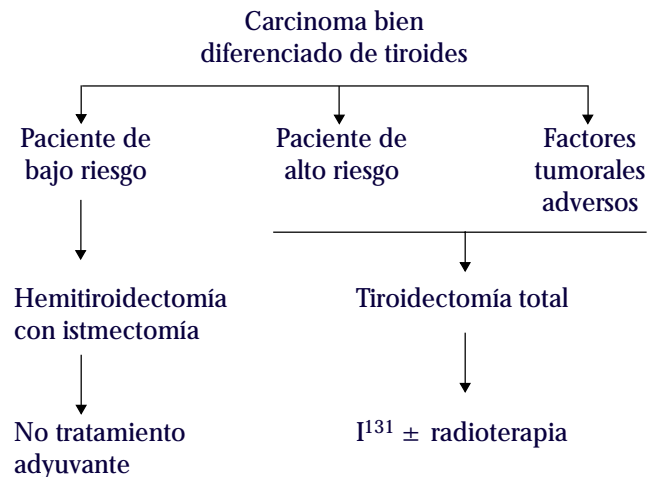 Carcinoma bien
diferenciado de tiroides
Paciente de
bajo riesgo
Paciente de
alto riesgo
Factores
tumorales
adversos
Hemitiroidectomía
con istmectomía
Tiroidectomía total
No tratamiento
adyuvante
I¹³¹ ± radioterapia